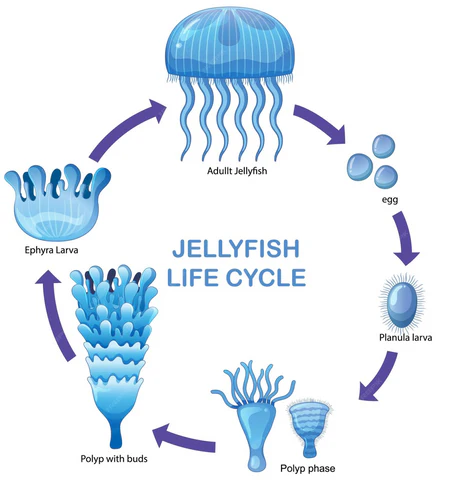 Adult Jellyfish
egg
Ephyra Larva
JELLYFISH
LIFE CYCLE
Planula larva
Polyp with buds
Polyp phase